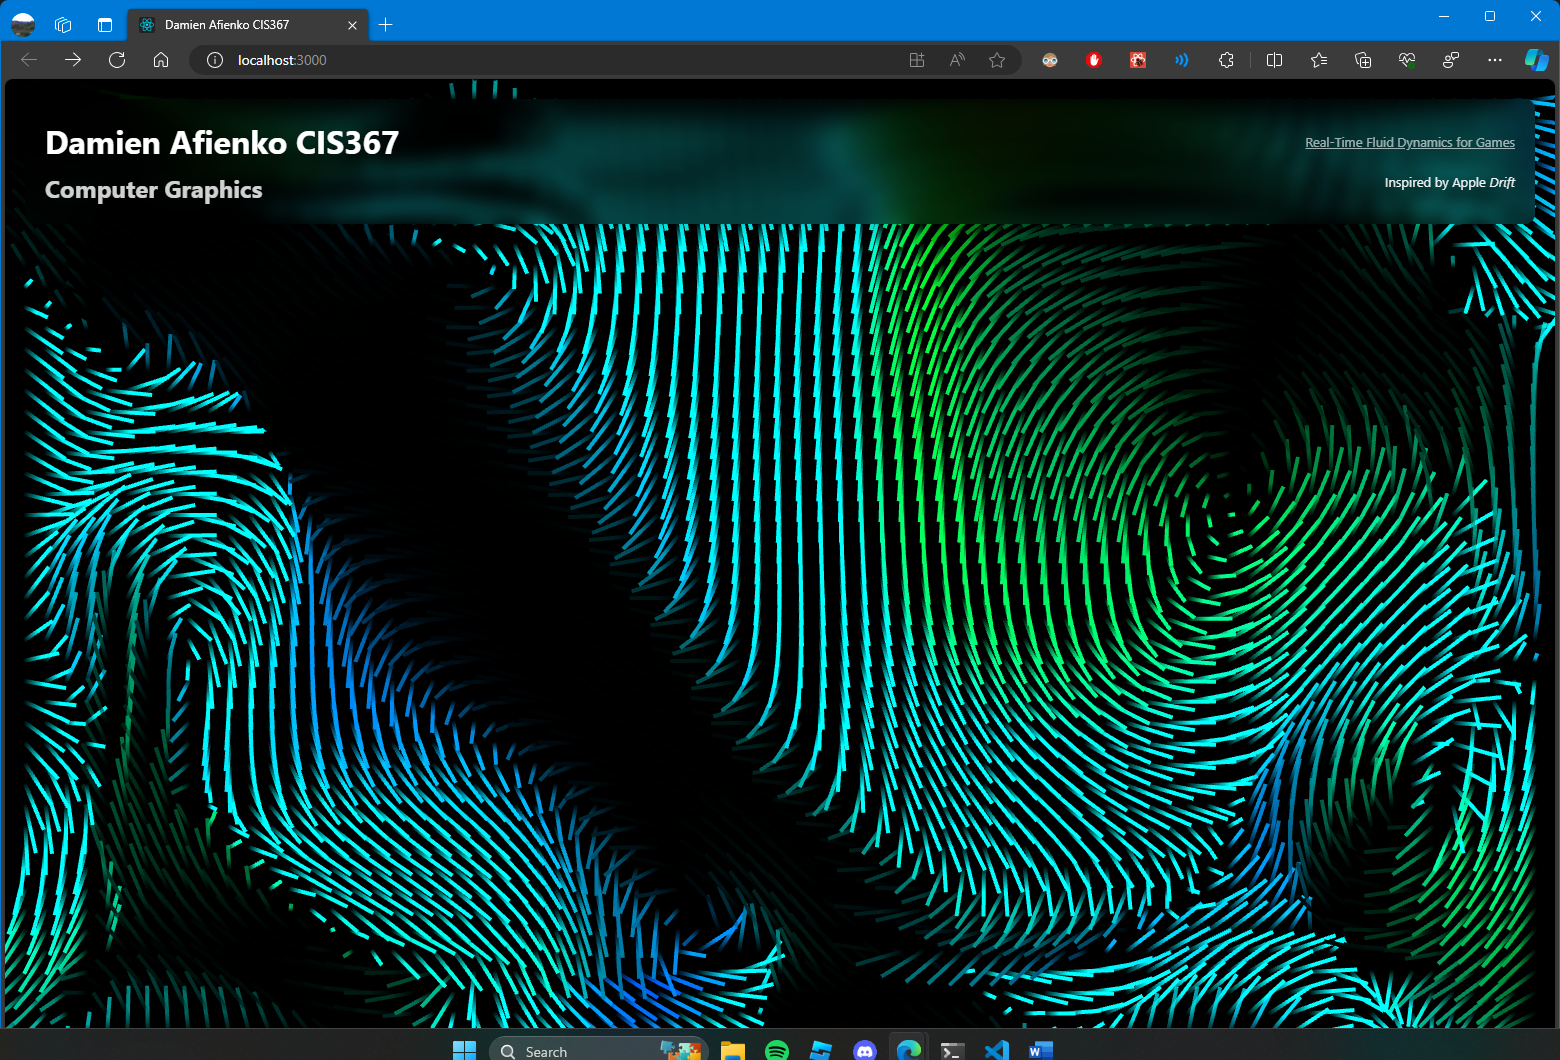 Damien Afienko CIS367
localhost:3000
Damien Afienko CIS367
Real-Time Fluid Dynamics for Games
Computer Graphics
Inspired by Apple Drift
Search